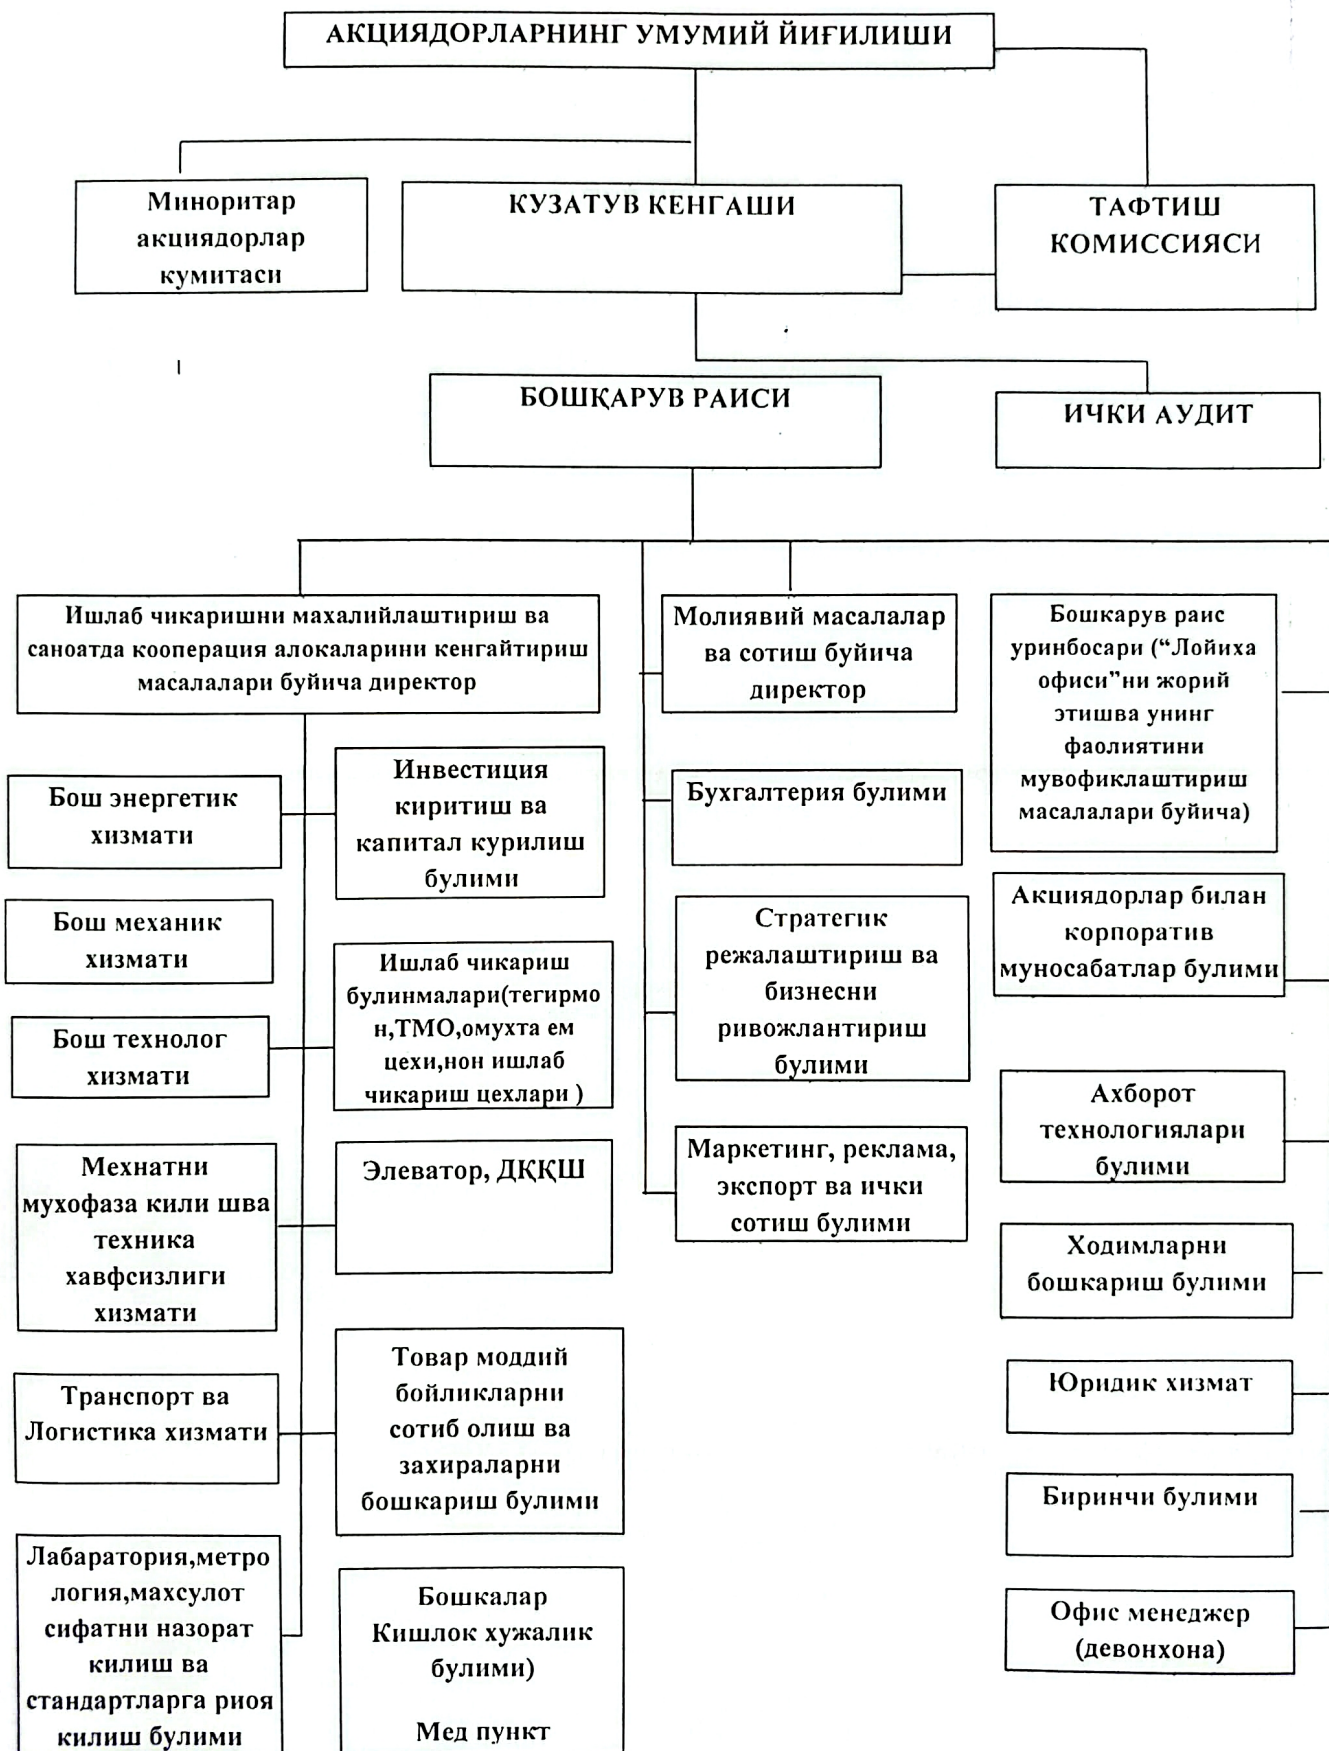 АКЦИЯДОРЛАРНИНГ УМУМИЙ ЙИҒИЛИШИ
Миноритар
акциядорлар
кумитаси
КУЗАТУВ КЕНГАШИ
ТАФТИШ
КОМИССИЯСИ
БОШҚАРУВ РАИСИ
ИЧКИ АУДИТ
Ишлаб чикаришни махалийлаштириш ва
саноатда кооперация алокаларини кенгайтириш
масалалари буйича директор
Молиявий масалалар
ва сотиш буйича
директор
Бошкарув раис
уринбосари (“Лойиха
офиси”ни жорий
этишва унинг
фаолиятини
мувофиклаштириш
масалалари буйича)
Бош энергетик
хизмати
Инвестиция
киритиш ва
капитал курилиш
булими
Бухгалтерия булими
Бош механик
хизмати
Ишлаб чикариш
булинмалари(тегирмо
н,ТМО,омухта ем
цехи,нон ишлаб
чикариш цехлари )
Стратегик
режалаштириш ва
бизнесни
ривожлантириш
булими
Акциядорлар билан
корпоратив
муносабатлар булими
Бош технолог
хизмати
Ахборот
технологиялари
булими
Мехнатни
мухофаза кили шва
техника
хавфсизлиги
хизмати
Элеватор, ДҚҚШ
Маркетинг, реклама,
экспорт ва ички
сотиш булими
Ходимларни
бошкариш булими
Транспорт ва
Логистика хизмати
Товар моддий
бойликларни
сотиб олиш ва
захираларни
бошкариш булими
Юридик хизмат
Биринчи булими
Лабаратория,метро
логия,махсулот
сифатни назорат
килиш ва
стандартларга риоя
килиш булими
Бошкалар
Кишлок хужалик
булими)
Мед пункт
Офис менеджер
(девонхона)